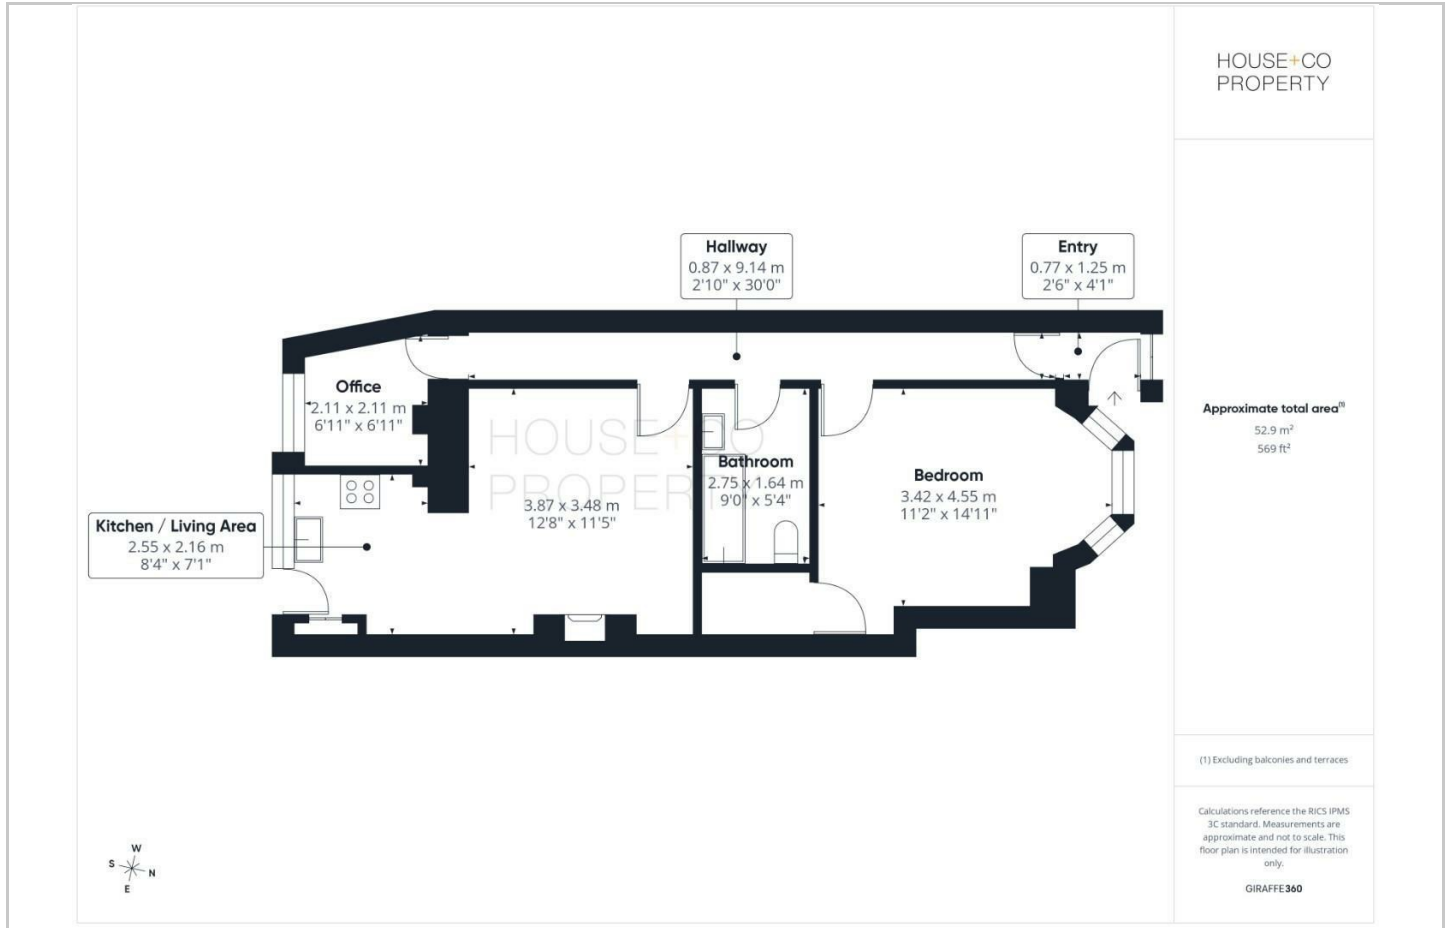 HOUSE+CO
PROPERTY
Hallway
0.87 x 9.14 m
2'10" x 30'0"
Entry
0.77 x 1.25 m
2'6" x 4'1"
Office
2.11 x 2.11 m
6'11" x 6'11"
HOUSE+CO
PROPERTY
Kitchen / Living Area
2.55 x 2.16 m
8'4" x 7'1"
3.87 x 3.48 m
12'8" x 11'5"
Bathroom
2.75 x 1.64 m
9'0" x 5'4"
Bedroom
3.42 x 4.55 m
11'2" x 14'11"
Approximate total area(1)
52.9 m²
569 ft²
(1) Excluding balconies and terraces
Calculations reference the RICS IPMS
3C standard. Measurements are
approximate and not to scale. This
floor plan is intended for illustration
only.
GIRAFFE360
W
S
N
E